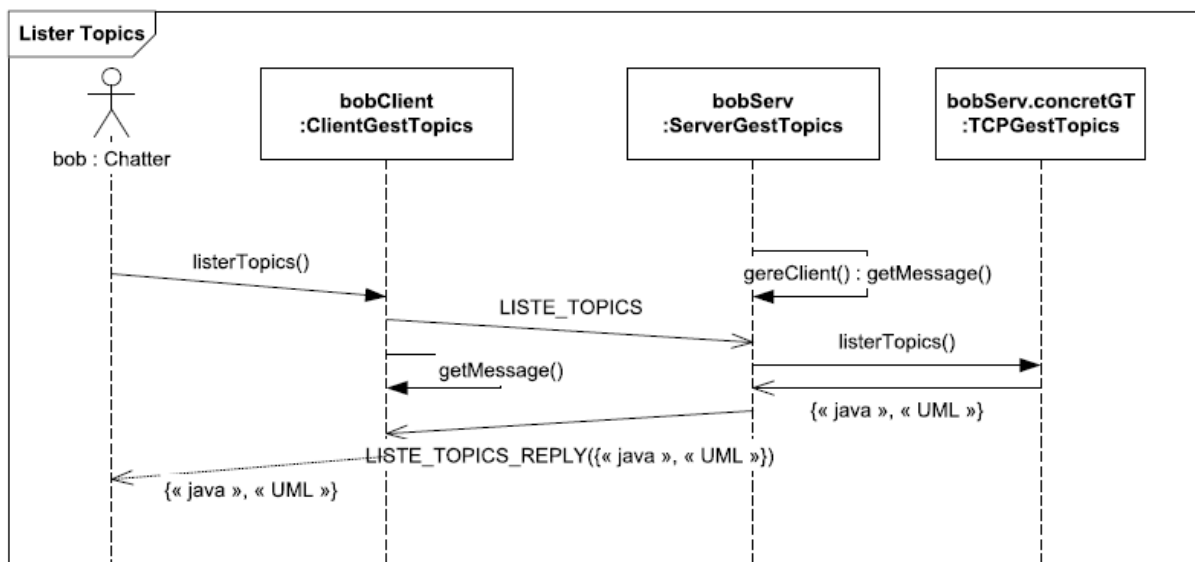 Lister Topics
bob : Chatter
bobClient
:ClientGestTopics
bobServ
:ServerGestTopics
bobServ.concretGT
:TCPGestTopics
listerTopics()
gereClient() : getMessage()
LISTE_TOPICS
listerTopics()
getMessage()
{« java », « UML »}
LISTE_TOPICS_REPLY({« java », « UML »})
{« java », « UML »}